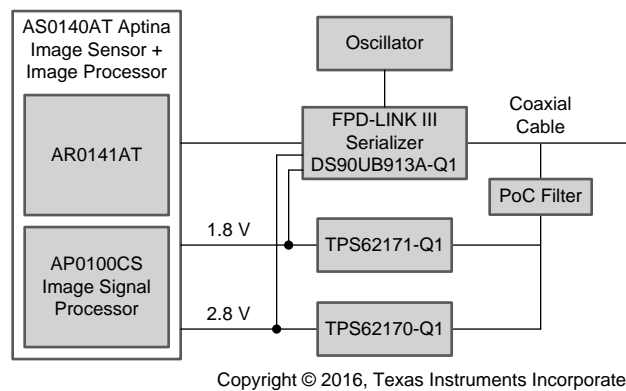 AS0140AT Aptina
Image Sensor +
Image Processor
AR0141AT
AP0100CS
Image Signal
Processor
Oscillator
FPD-LINK III
Serializer
DS90UB913A-Q1
Coaxial
Cable
PoC Filter
1.8 V
TPS62171-Q1
2.8 V
TPS62170-Q1
Copyright © 2016, Texas Instruments Incorporate